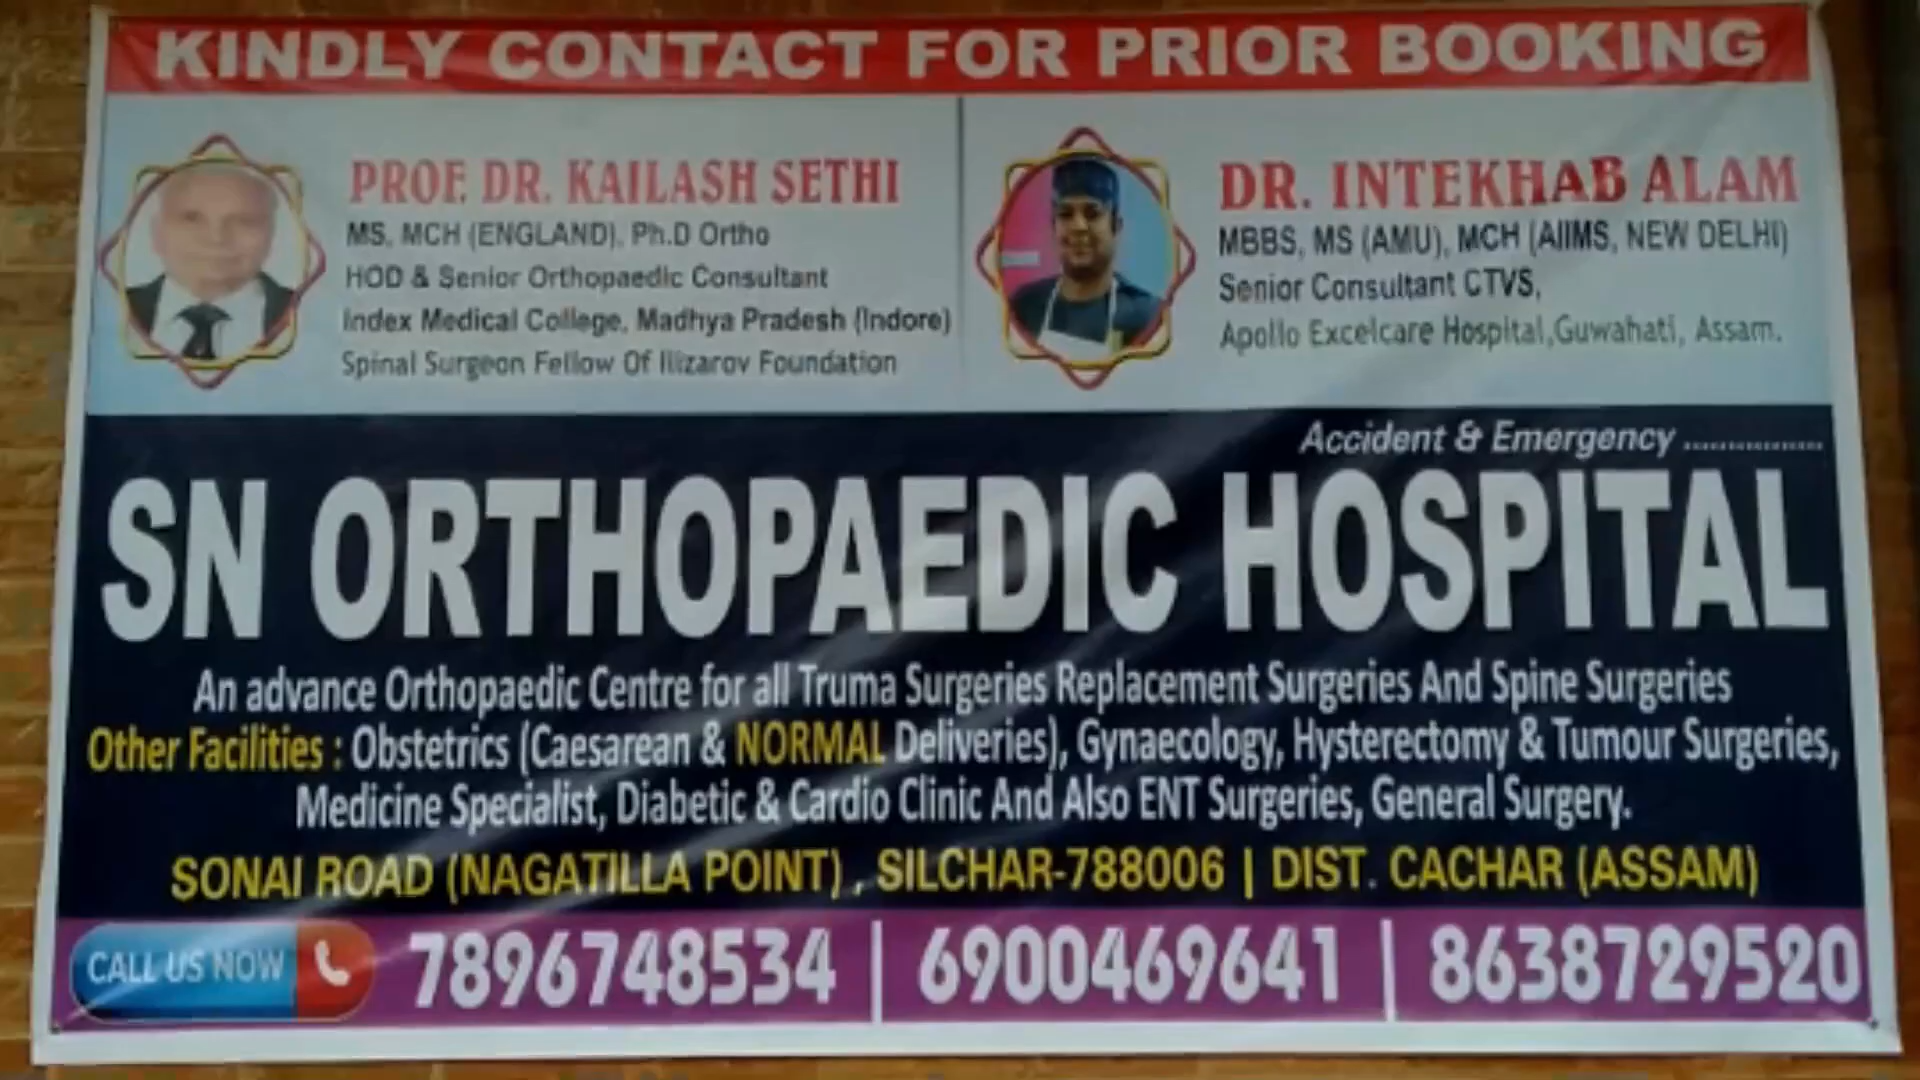 KINDLY CONTACT FOR PRIOR BOOKING
PROF. DR. KAILASH SETHI
MS, MCH (ENGLAND), Ph.D Ortho
HOD & Senior Orthopaedic Consultant
Index Medical College, Madhya Pradesh (Indore)
Spinal Surgeon Fellow Of Ilizarov Foundation
DR. INTEKHAB ALAM
MBBS, MS (AMU), MCH (AIIMS, NEW DELHI)
Senior Consultant CTVS,
Apollo Excelcare Hospital,Guwahati, Assam.
Accident & Emergency .................
SN ORTHOPAEDIC HOSPITAL
An advance Orthopaedic Centre for all Truma Surgeries Replacement Surgeries And Spine Surgeries
Other Facilities : Obstetrics (Caesarean & NORMAL Deliveries), Gynaecology, Hysterectomy & Tumour Surgeries,
Medicine Specialist, Diabetic & Cardio Clinic And Also ENT Surgeries, General Surgery.
SONAI ROAD (NAGATILLA POINT) , SILCHAR-788006 | DIST. CACHAR (ASSAM)
CALL US NOW 7896748534 | 6900469641 | 8638729520